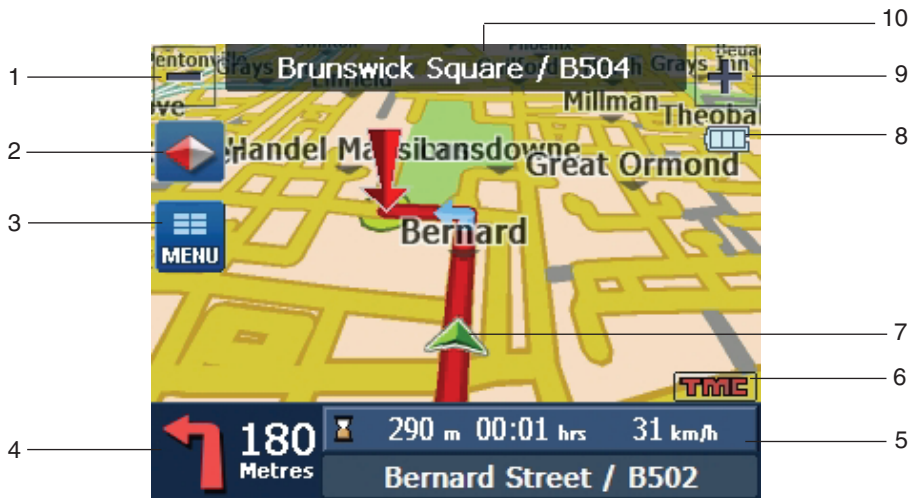 10
1
Brunswick Square / B504
9
Grays Inn
Millman
Theobal
8
2
Handel
Lansdowne
Great Ormond
3
MENU
Bernard
7
TMC
6
4
180
Metres
290 m 00:01 hrs 31 km/h
5
Bernard Street / B502